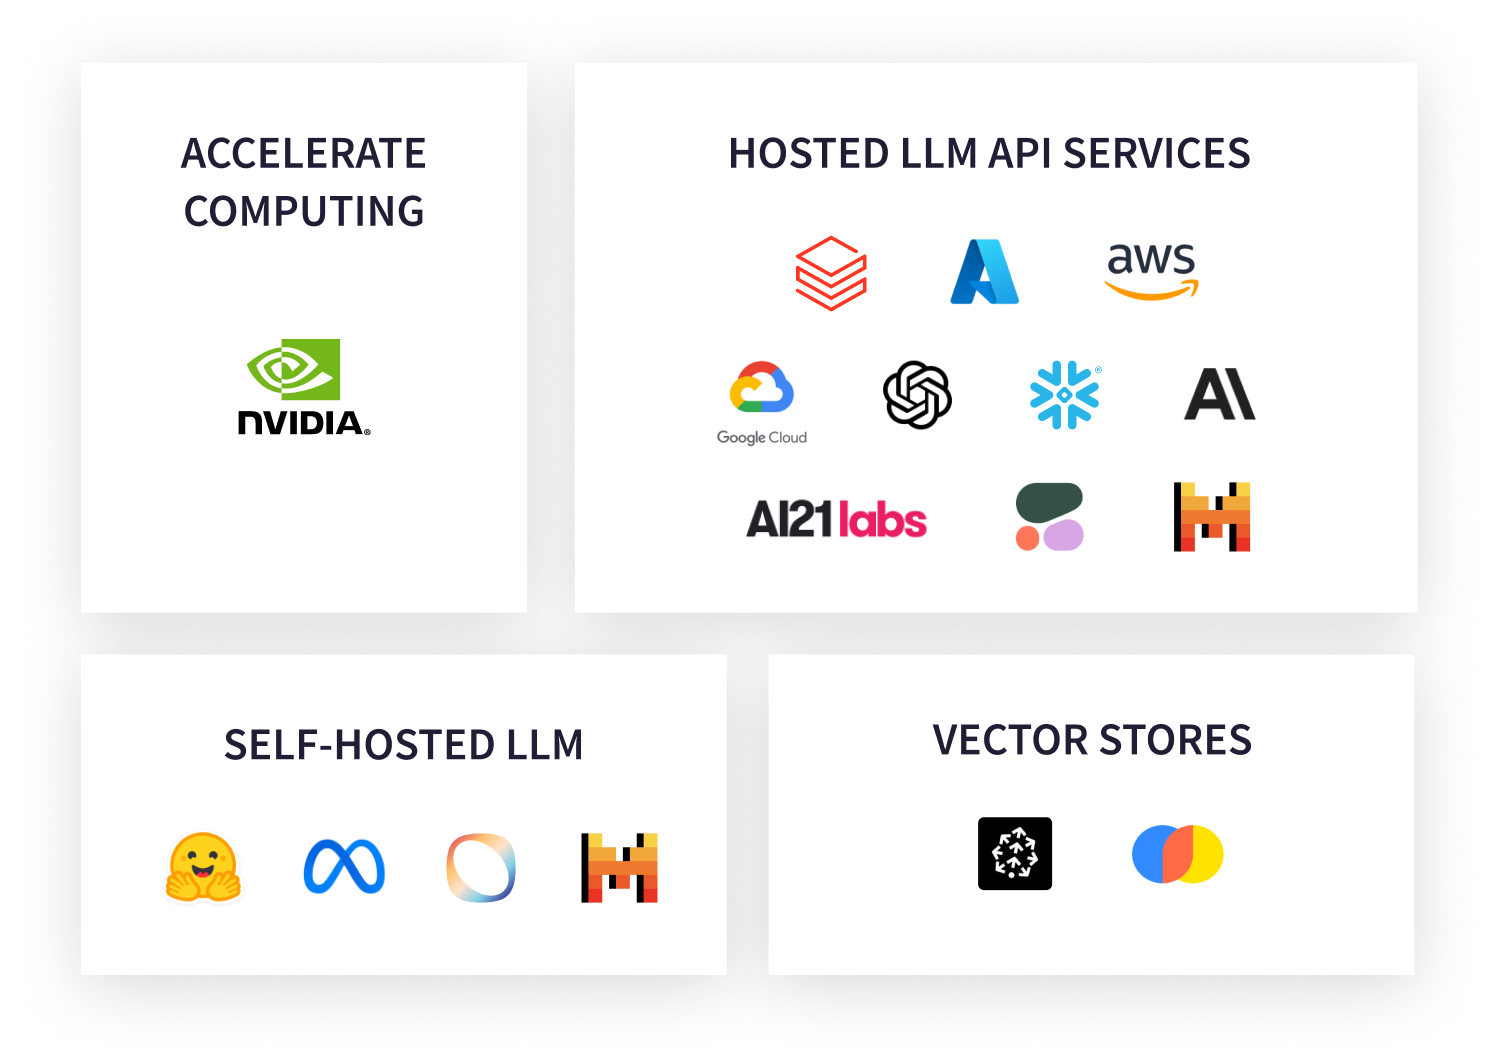 ACCELERATE
COMPUTING
NVIDIA®
HOSTED LLM API SERVICES
aws
®
Google Cloud
AI21labs
SELF-HOSTED LLM
VECTOR STORES